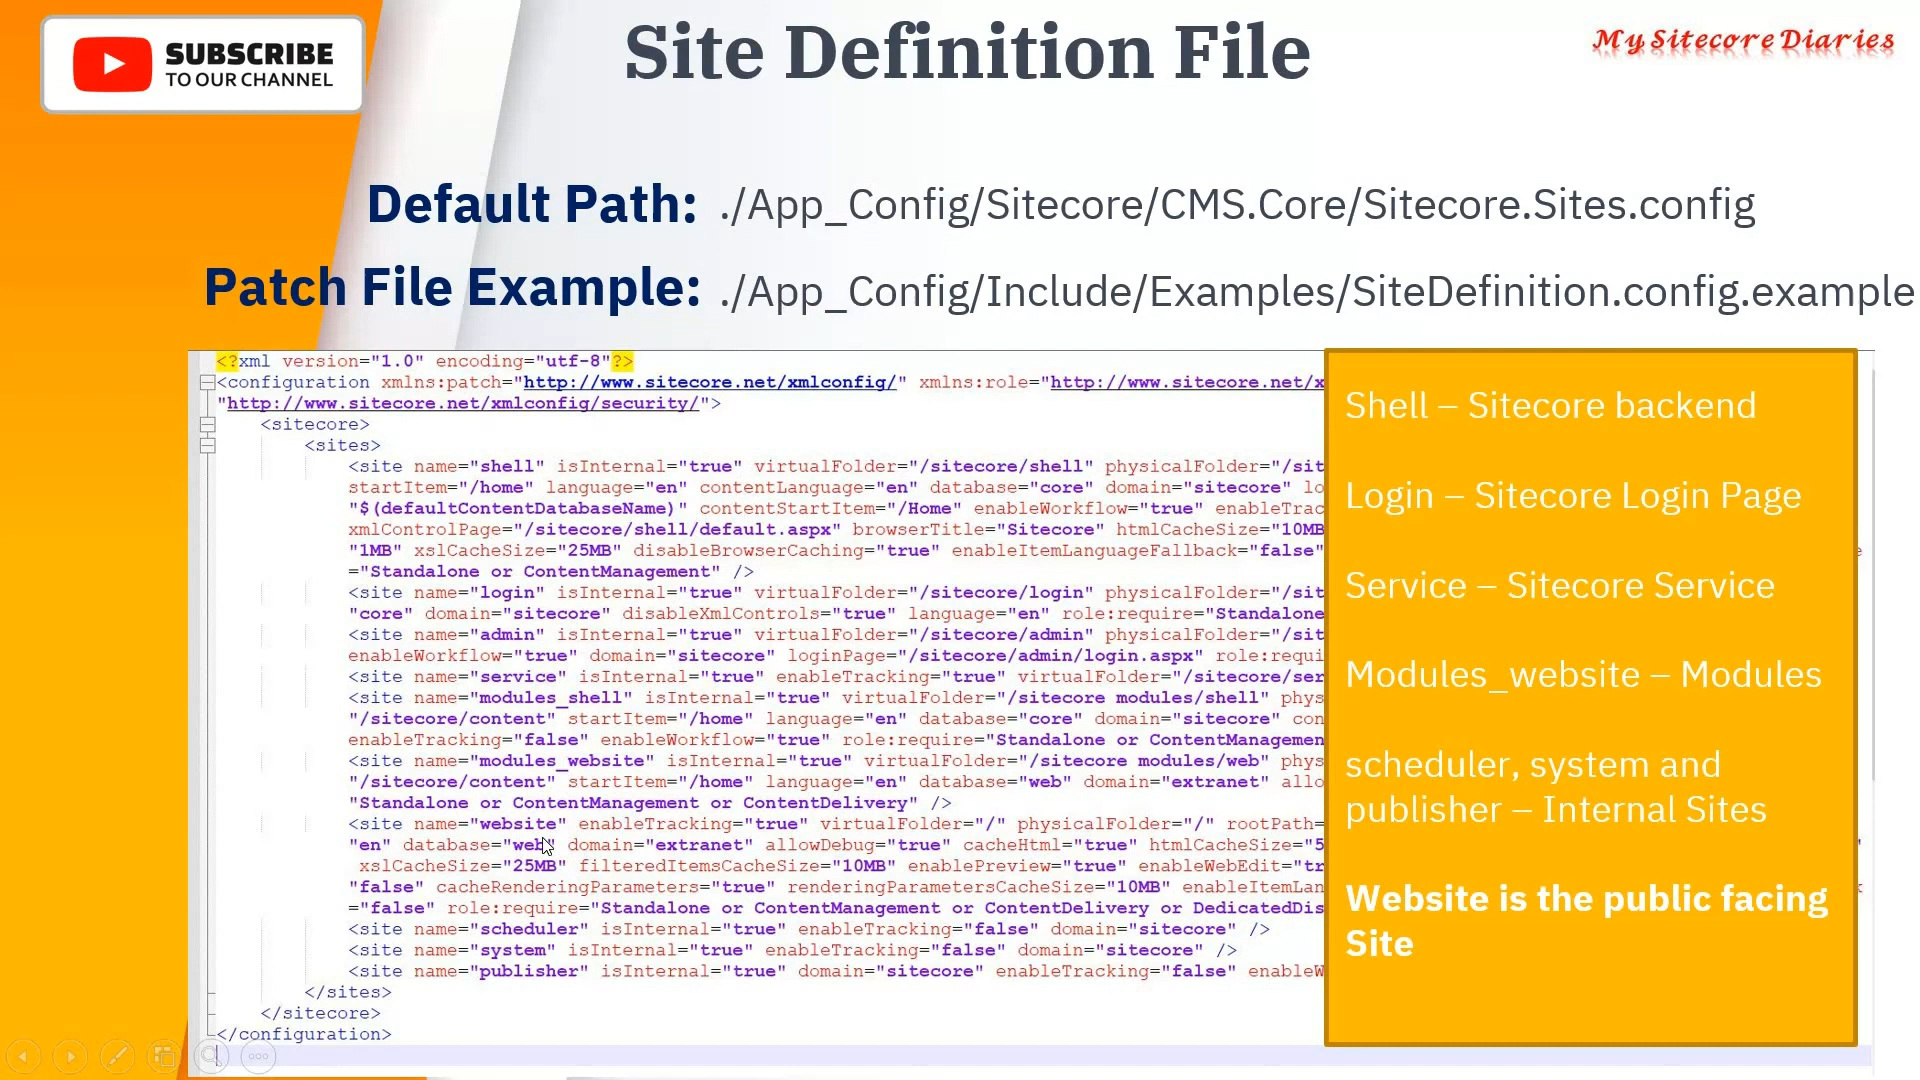 SUBSCRIBE
TO OUR CHANNEL
Site Definition File
My Sitecore Diaries
Default Path: ./App_Config/Sitecore/CMS.Core/Sitecore.Sites.config
Patch File Example: ./App_Config/Include/Examples/SiteDefinition.config.example
<?xml version="1.0" encoding="utf-8"?>
<configuration xmlns:patch="http://www.sitecore.net/xmlconfig/" xmlns:role="http://www.sitecore.net/x
"http://www.sitecore.net/xmlconfig/security/">
<sitecore>
<sites>
<site name="shell" isInternal="true" virtualFolder="/sitecore/shell" physicalFolder="/sit
startItem="/home" language="en" contentLanguage="en" database="core" domain="sitecore" lo
"$(defaultContentDatabaseName)" contentStartItem="/Home" enableWorkflow="true" enableTrac
xmlControlPage="/sitecore/shell/default.aspx" browserTitle="Sitecore" htmlCacheSize="10MB
"1MB" xslCacheSize="25MB" disableBrowserCaching="true" enableItemLanguageFallback="false"
="Standalone or ContentManagement" />
<site name="login" isInternal="true" virtualFolder="/sitecore/login" physicalFolder="/sit
"core" domain="sitecore" disableXmlControls="true" language="en" role:require="Standalone
<site name="admin" isInternal="true" virtualFolder="/sitecore/admin" physicalFolder="/sit
enableWorkflow="true" domain="sitecore" loginPage="/sitecore/admin/login.aspx" role:requi
<site name="service" isInternal="true" enableTracking="true" virtualFolder="/sitecore/ser
<site name="modules_shell" isInternal="true" virtualFolder="/sitecore modules/shell" phys
"/sitecore/content" startItem="/home" language="en" database="core" domain="sitecore" con
enableTracking="false" enableWorkflow="true" role:require="Standalone or ContentManagemen
<site name="modules_website" isInternal="true" virtualFolder="/sitecore modules/web" phys
"/sitecore/content" startItem="/home" language="en" database="web" domain="extranet" allo
"Standalone or ContentManagement or ContentDelivery" />
<site name="website" enableTracking="true" virtualFolder="/" physicalFolder="/" rootPath=
"en" database="web" domain="extranet" allowDebug="true" cacheHtml="true" htmlCacheSize="5
xslCacheSize="25MB" filteredItemsCacheSize="10MB" enablePreview="true" enableWebEdit="tr
"false" cacheRenderingParameters="true" renderingParametersCacheSize="10MB" enableItemLan
="false" role:require="Standalone or ContentManagement or ContentDelivery or DedicatedDis
<site name="scheduler" isInternal="true" enableTracking="false" domain="sitecore" />
<site name="system" isInternal="true" enableTracking="false" domain="sitecore" />
<site name="publisher" isInternal="true" domain="sitecore" enableTracking="false" enableW
</sites>
</sitecore>
</configuration>
Shell – Sitecore backend
Login – Sitecore Login Page
Service – Sitecore Service
Modules_website – Modules
scheduler, system and
publisher – Internal Sites
Website is the public facing
Site